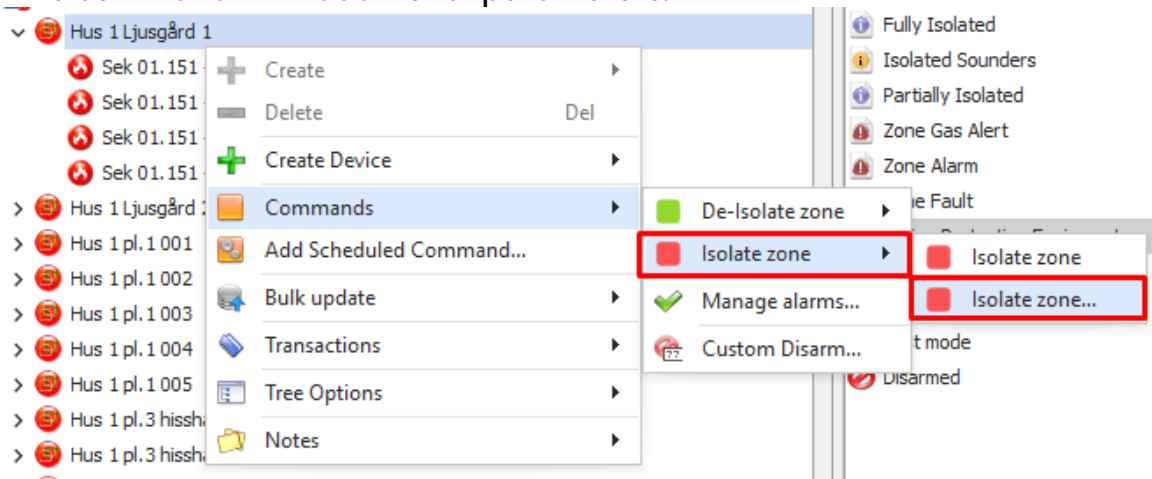 Hus 1 Ljusgård 1
Sek 01.151
Sek 01.151
Sek 01.151
Sek 01.151
Hus 1 Ljusgård
Hus 1 pl.1 001
Hus 1 pl.1 002
Hus 1 pl.1 003
Hus 1 pl.1 004
Hus 1 pl.1 005
Hus 1 pl.3
Hus 1 pl.3
Create
Delete Del
Create Device
Commands
Add Scheduled Command...
Bulk update
Transactions
Tree Options
Notes
De-Isolate zone
Isolate zone
Manage alarms...
Custom Disarm...
Isolate zone
Isolate zone...
Fully Isolated
Isolated Sounders
Partially Isolated
Zone Gas Alert
Zone Alarm
Fault
mode
Disarmed